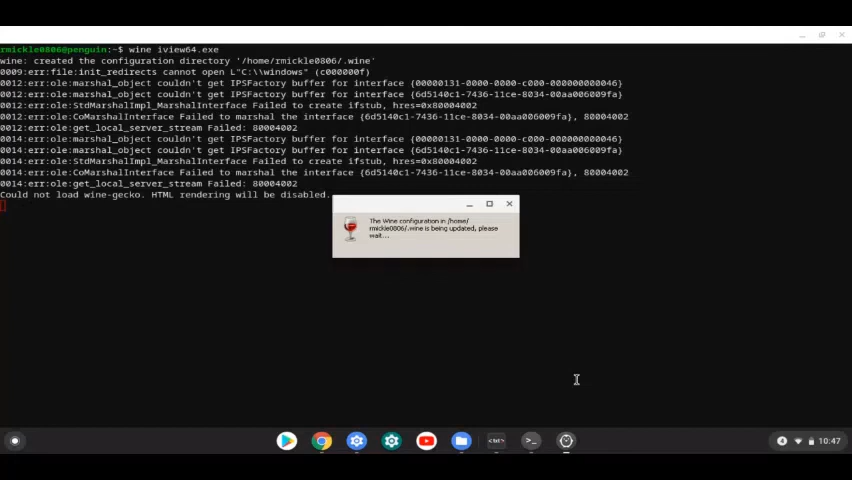 rmickle0806@penguin:~$ wine iview64.exe
wine: created the configuration directory '/home/rmickle0806/.wine'
0009:err:file:init_redirects cannot open L"C:\\windows" (c000000f)
0012:err:ole:marshal_object couldn't get IPSFactory buffer for interface {00000131-0000-0000-c000-000000000046}
0012:err:ole:marshal_object couldn't get IPSFactory buffer for interface {6d5140c1-7436-11ce-8034-00aa006009fa}
0012:err:ole:StdMarshalImpl_MarshalInterface Failed to create ifstub, hres=0x80004002
0012:err:ole:CoMarshalInterface Failed to marshal the interface {6d5140c1-7436-11ce-8034-00aa006009fa}, 80004002
0012:err:ole:get_local_server_stream Failed: 80004002
0014:err:ole:marshal_object couldn't get IPSFactory buffer for interface {00000131-0000-0000-c000-000000000046}
0014:err:ole:marshal_object couldn't get IPSFactory buffer for interface {6d5140c1-7436-11ce-8034-00aa006009fa}
0014:err:ole:StdMarshalImpl_MarshalInterface Failed to create ifstub, hres=0x80004002
0014:err:ole:CoMarshalInterface Failed to marshal the interface {6d5140c1-7436-11ce-8034-00aa006009fa}, 80004002
0014:err:ole:get_local_server_stream Failed: 80004002
Could not load wine-gecko. HTML rendering will be disabled.
The Wine configuration in /home/
rmickle0806/.wine is being updated, please
wait...
<txt>
>_
4
10:47